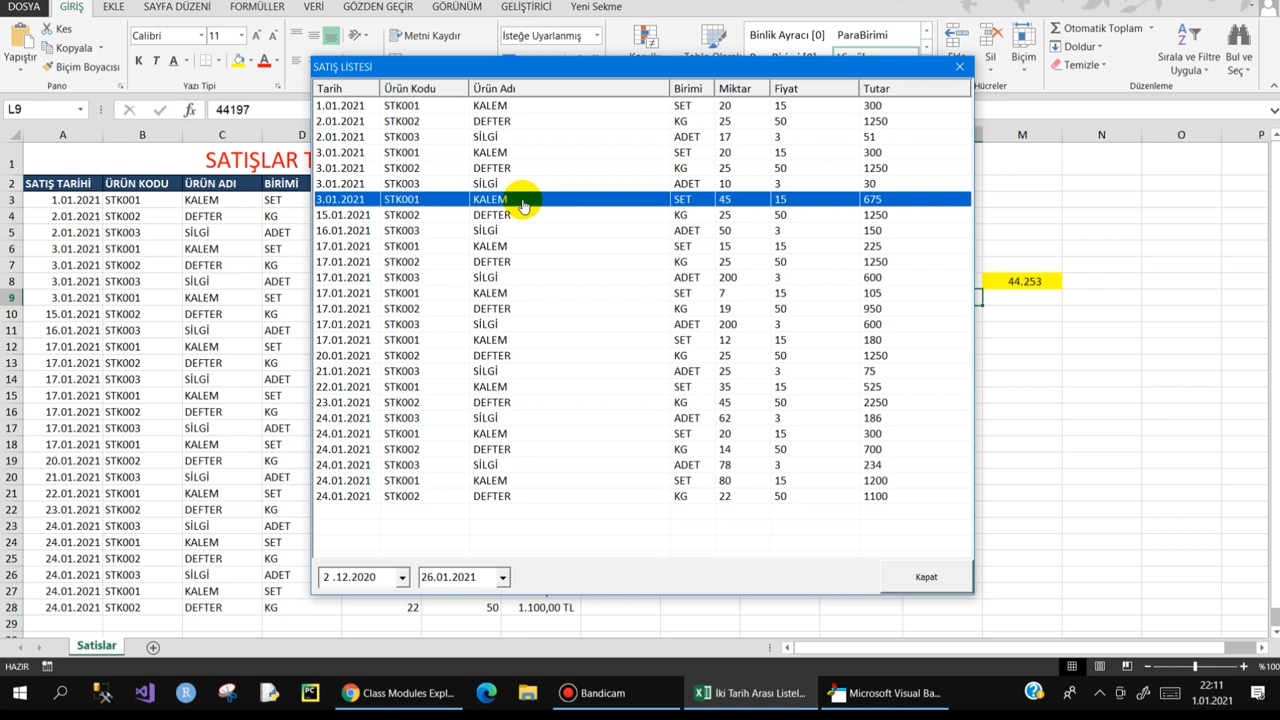 DOSYA GİRİŞ EKLE SAYFA DÜZENİ FORMÜLLER VERİ GÖZDEN GEÇİR GÖRÜNÜM GELİŞTİRİCİ Yeni Sekme
Yapıştır Kes Kopyala Biçim Boyacısı Pano
Calibri 11 K T A Yazı Tipi
Metni Kaydır
İsteğe Uyarlanmış
Binlik Ayıracı [0] ParaBirimi
Sil Biçim Hücreler
Otomatik Toplam Doldur Temizle Sırala ve Filtre Uygula Bul ve Seç Düzenleme
L9 44197
A B C D M N O P
1 SATIŞLAR T
2 SATIŞ TARİHİ ÜRÜN KODU ÜRÜN ADI BİRİMİ
3 1.01.2021 STK001 KALEM SET
4 2.01.2021 STK002 DEFTER KG
5 2.01.2021 STK003 SİLGİ ADET
6 3.01.2021 STK001 KALEM SET
7 3.01.2021 STK002 DEFTER KG
8 3.01.2021 STK003 SİLGİ ADET 44.253
9 3.01.2021 STK001 KALEM SET
10 15.01.2021 STK002 DEFTER KG
11 16.01.2021 STK003 SİLGİ ADET
12 17.01.2021 STK001 KALEM SET
13 17.01.2021 STK002 DEFTER KG
14 17.01.2021 STK003 SİLGİ ADET
15 17.01.2021 STK001 KALEM SET
16 17.01.2021 STK002 DEFTER KG
17 17.01.2021 STK003 SİLGİ ADET
18 17.01.2021 STK001 KALEM SET
19 20.01.2021 STK002 DEFTER KG
20 21.01.2021 STK003 SİLGİ ADET
21 22.01.2021 STK001 KALEM SET
22 23.01.2021 STK002 DEFTER KG
23 24.01.2021 STK003 SİLGİ ADET
24 24.01.2021 STK001 KALEM SET
25 24.01.2021 STK002 DEFTER KG
26 24.01.2021 STK003 SİLGİ ADET
27 24.01.2021 STK001 KALEM SET
28 24.01.2021 STK002 DEFTER KG 22 50 1.100,00 TL
29
SATIŞ LİSTESİ
Tarih Ürün Kodu Ürün Adı Birimi Miktar Fiyat Tutar
1.01.2021 STK001 KALEM SET 20 15 300
2.01.2021 STK002 DEFTER KG 25 50 1250
2.01.2021 STK003 SİLGİ ADET 17 3 51
3.01.2021 STK001 KALEM SET 20 15 300
3.01.2021 STK002 DEFTER KG 25 50 1250
3.01.2021 STK003 SİLGİ ADET 10 3 30
3.01.2021 STK001 KALEM SET 45 15 675
15.01.2021 STK002 DEFTER KG 25 50 1250
16.01.2021 STK003 SİLGİ ADET 50 3 150
17.01.2021 STK001 KALEM SET 15 15 225
17.01.2021 STK002 DEFTER KG 25 50 1250
17.01.2021 STK003 SİLGİ ADET 200 3 600
17.01.2021 STK001 KALEM SET 7 15 105
17.01.2021 STK002 DEFTER KG 19 50 950
17.01.2021 STK003 SİLGİ ADET 200 3 600
17.01.2021 STK001 KALEM SET 12 15 180
20.01.2021 STK002 DEFTER KG 25 50 1250
21.01.2021 STK003 SİLGİ ADET 25 3 75
22.01.2021 STK001 KALEM SET 35 15 525
23.01.2021 STK002 DEFTER KG 45 50 2250
24.01.2021 STK003 SİLGİ ADET 62 3 186
24.01.2021 STK001 KALEM SET 20 15 300
24.01.2021 STK002 DEFTER KG 14 50 700
24.01.2021 STK003 SİLGİ ADET 78 3 234
24.01.2021 STK001 KALEM SET 80 15 1200
24.01.2021 STK002 DEFTER KG 22 50 1100
2 .12.2020 26.01.2021 Kapat
Satislar
HAZIR %100
Class Modules Expl... Bandicam İki Tarih Arası Listel... Microsoft Visual Ba... 22:11
1.01.2021